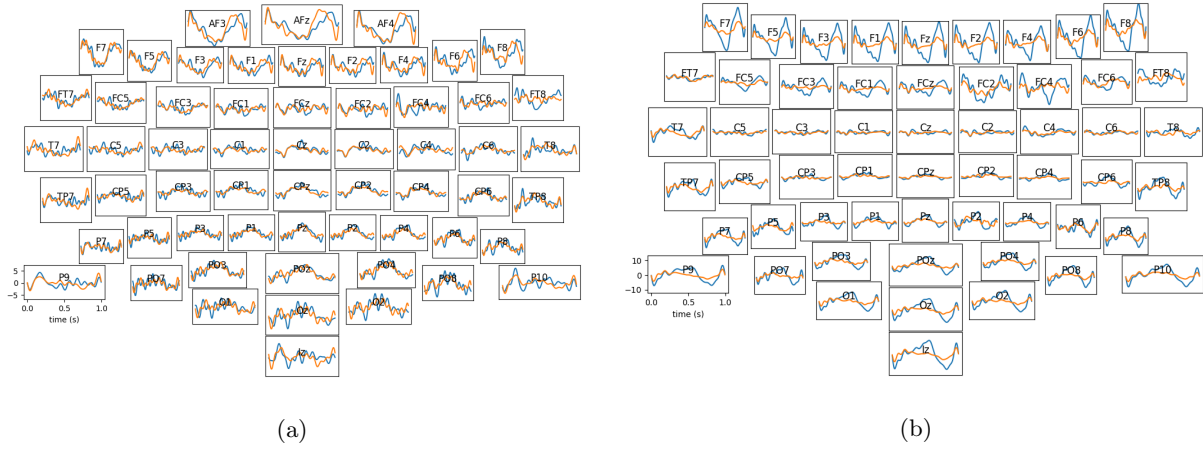 AF3 AFz AF4
F7 F5 F3 F1 Fz F2 F4 F6 F8
FT7 FC5 FC3 FC1 FCz FC2 FC4 FC6 FT8
T7 C5 C3 C1 Cz C2 C4 C6 T8
TP7 CP5 CP3 CP1 CPz CP2 CP4 CP6 TP8
P7 P5 P3 P1 Pz P2 P4 P6 P8
P9 PO7 PO3 POz PO4 PO8 P10
5
0
−5
O1 Oz O2
0.0 0.5 1.0
time (s)
Iz
(a)
F7 F5 F3 F1 Fz F2 F4 F6 F8
FT7 FC5 FC3 FC1 FCz FC2 FC4 FC6 FT8
T7 C5 C3 C1 Cz C2 C4 C6 T8
TP7 CP5 CP3 CP1 CPz CP2 CP4 CP6 TP8
P7 P5 P3 P1 Pz P2 P4 P6 P8
P9 PO7 PO3 POz PO4 PO8 P10
10
0
−10
O1 Oz O2
0.0 0.5 1.0
time (s)
Iz
(b)